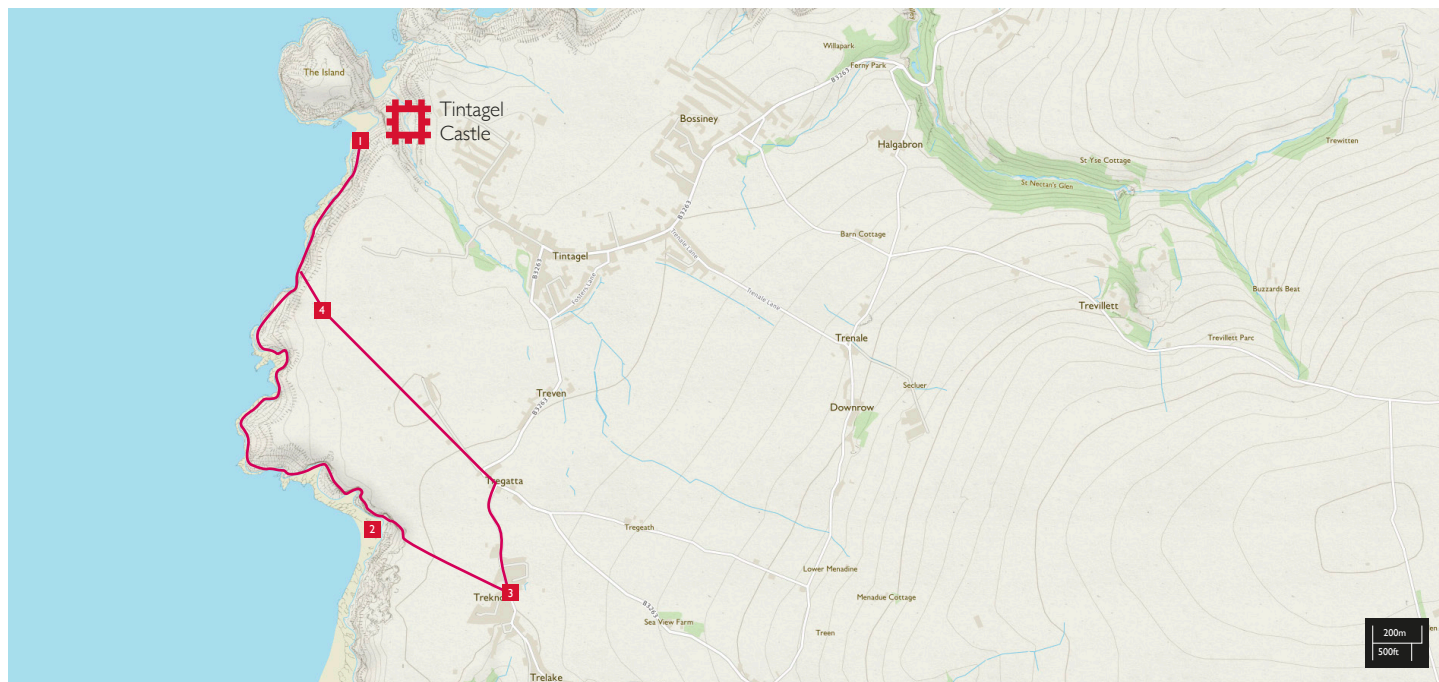 Willapark
Ferny Park
B3263
The Island
Tintagel
Castle
Bossiney
1
Halgabron
Trewitten
St Yse Cottage
St Nectan's Glen
B3263
Barn Cottage
Trenale Lane
Tintagel
B3263
Fosters Lane
Trenale Lane
Buzzards Beat
Trevillett
4
Trenale
Trevillett Parc
Secluer
Treven
B3263
Downrow
Tregatta
2
Tregeath
Lower Menadine
3
Menadue Cottage
B3263
Sea View Farm
Treen
Trelake
200m
500ft